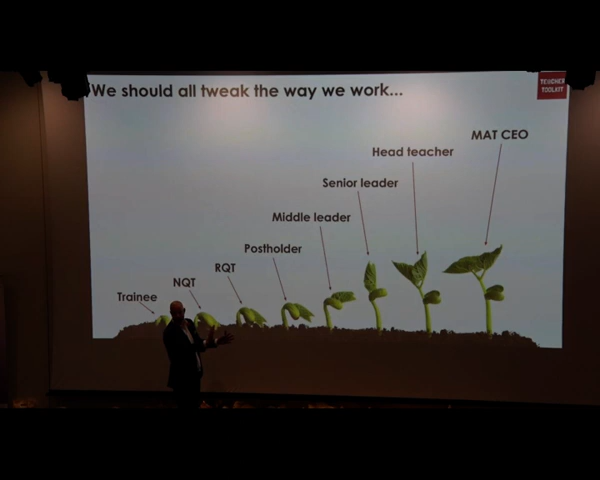 We should all tweak the way we work...
TEACHER
TOOLKIT
MAT CEO
Head teacher
Senior leader
Middle leader
Postholder
RQT
NQT
Trainee